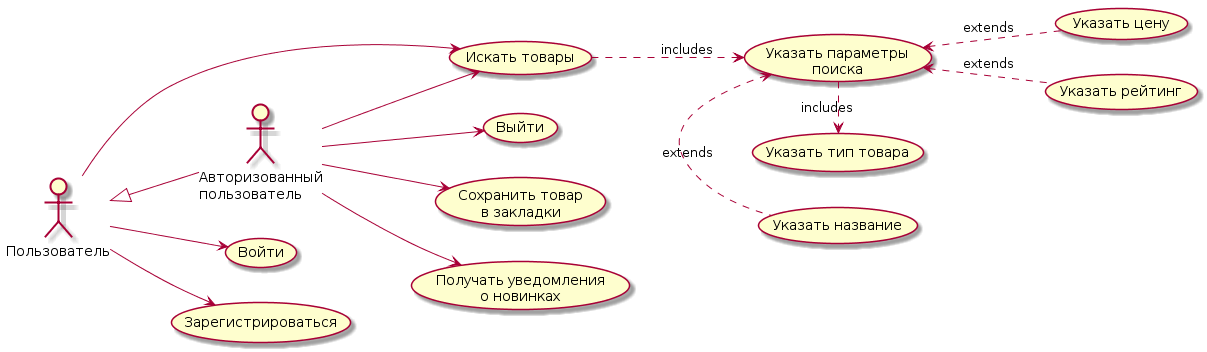 Искать товары
includes
Указать параметры
поиска
extends
Указать цену
extends
Указать рейтинг
includes
Указать тип товара
extends
Указать название
Авторизованный
пользователь
Выйти
Сохранить товар
в закладки
Получать уведомления
о новинках
Пользователь
Войти
Зарегистрироваться